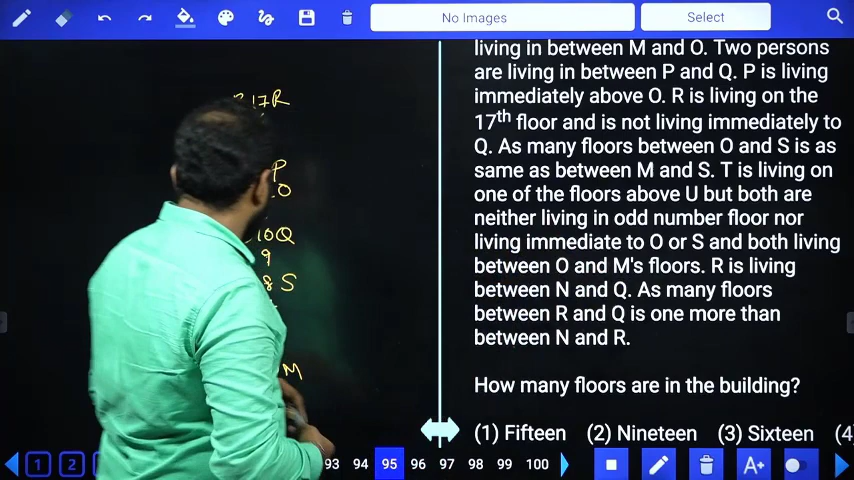 No Images
Select
living in between M and O. Two persons
are living in between P and Q. P is living
immediately above O. R is living on the
17th floor and is not living immediately to
Q. As many floors between O and S is as
same as between M and S. T is living on
one of the floors above U but both are
neither living in odd number floor nor
living immediate to O or S and both living
between O and M's floors. R is living
between N and Q. As many floors
between R and Q is one more than
between N and R.
How many floors are in the building?
(1) Fifteen (2) Nineteen (3) Sixteen (4
17R
P
O
10Q
9
8 S
M
1 2 93 94 95 96 97 98 99 100
A+